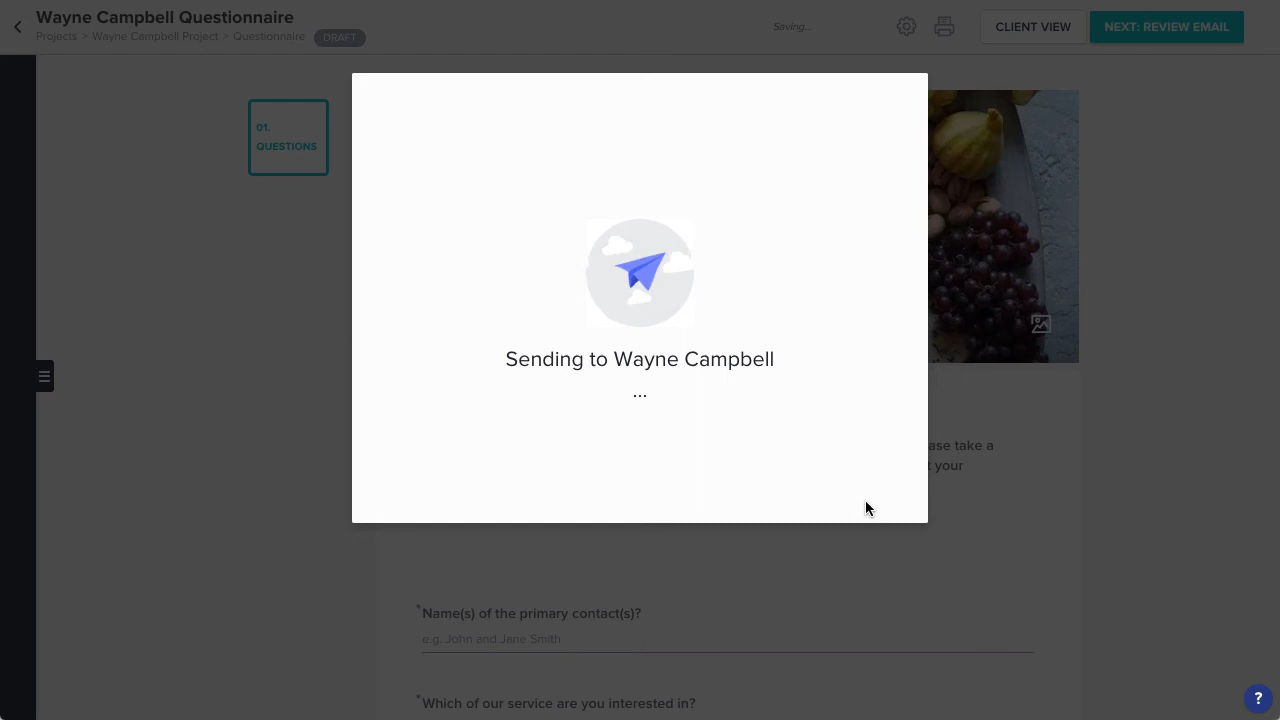 Wayne Campbell Questionnaire
Projects > Wayne Campbell Project > Questionnaire
DRAFT
Saving...
CLIENT VIEW
NEXT: REVIEW EMAIL
01.
QUESTIONS
Sending to Wayne Campbell
...
ase take a
t your
* Name(s) of the primary contact(s)?
e.g. John and Jane Smith
* Which of our service are you interested in?
?